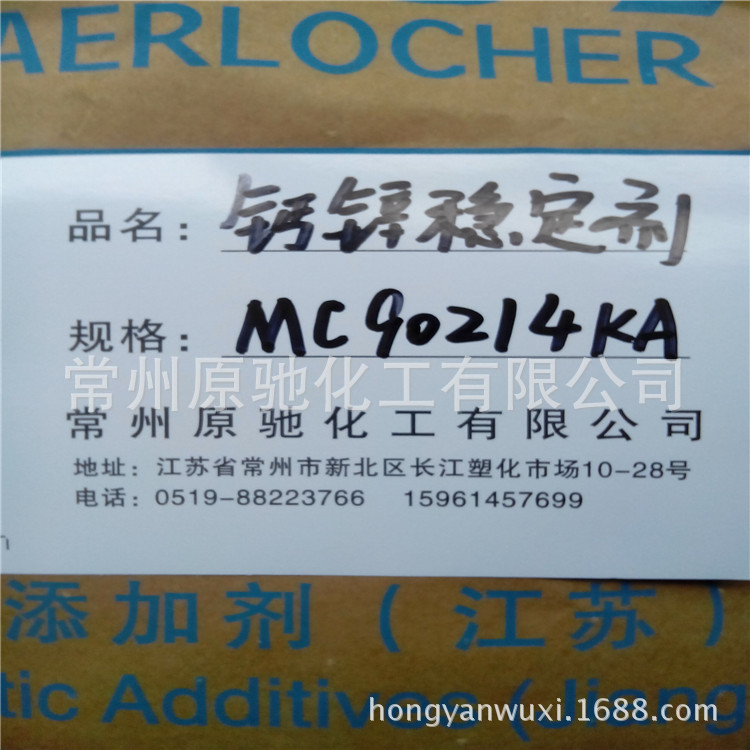 AERLOCHER
品名：钙锌稳定剂
规格：MC90214KA
常州原驰化工有限公司
常州原驰化工有限公司
地址：江苏省常州市新北区长江塑化市场10-28号
电话：0519-88223766 15961457699
添加剂（江苏）
tic Additives (Jiang
hongyanwuxi.1688.com